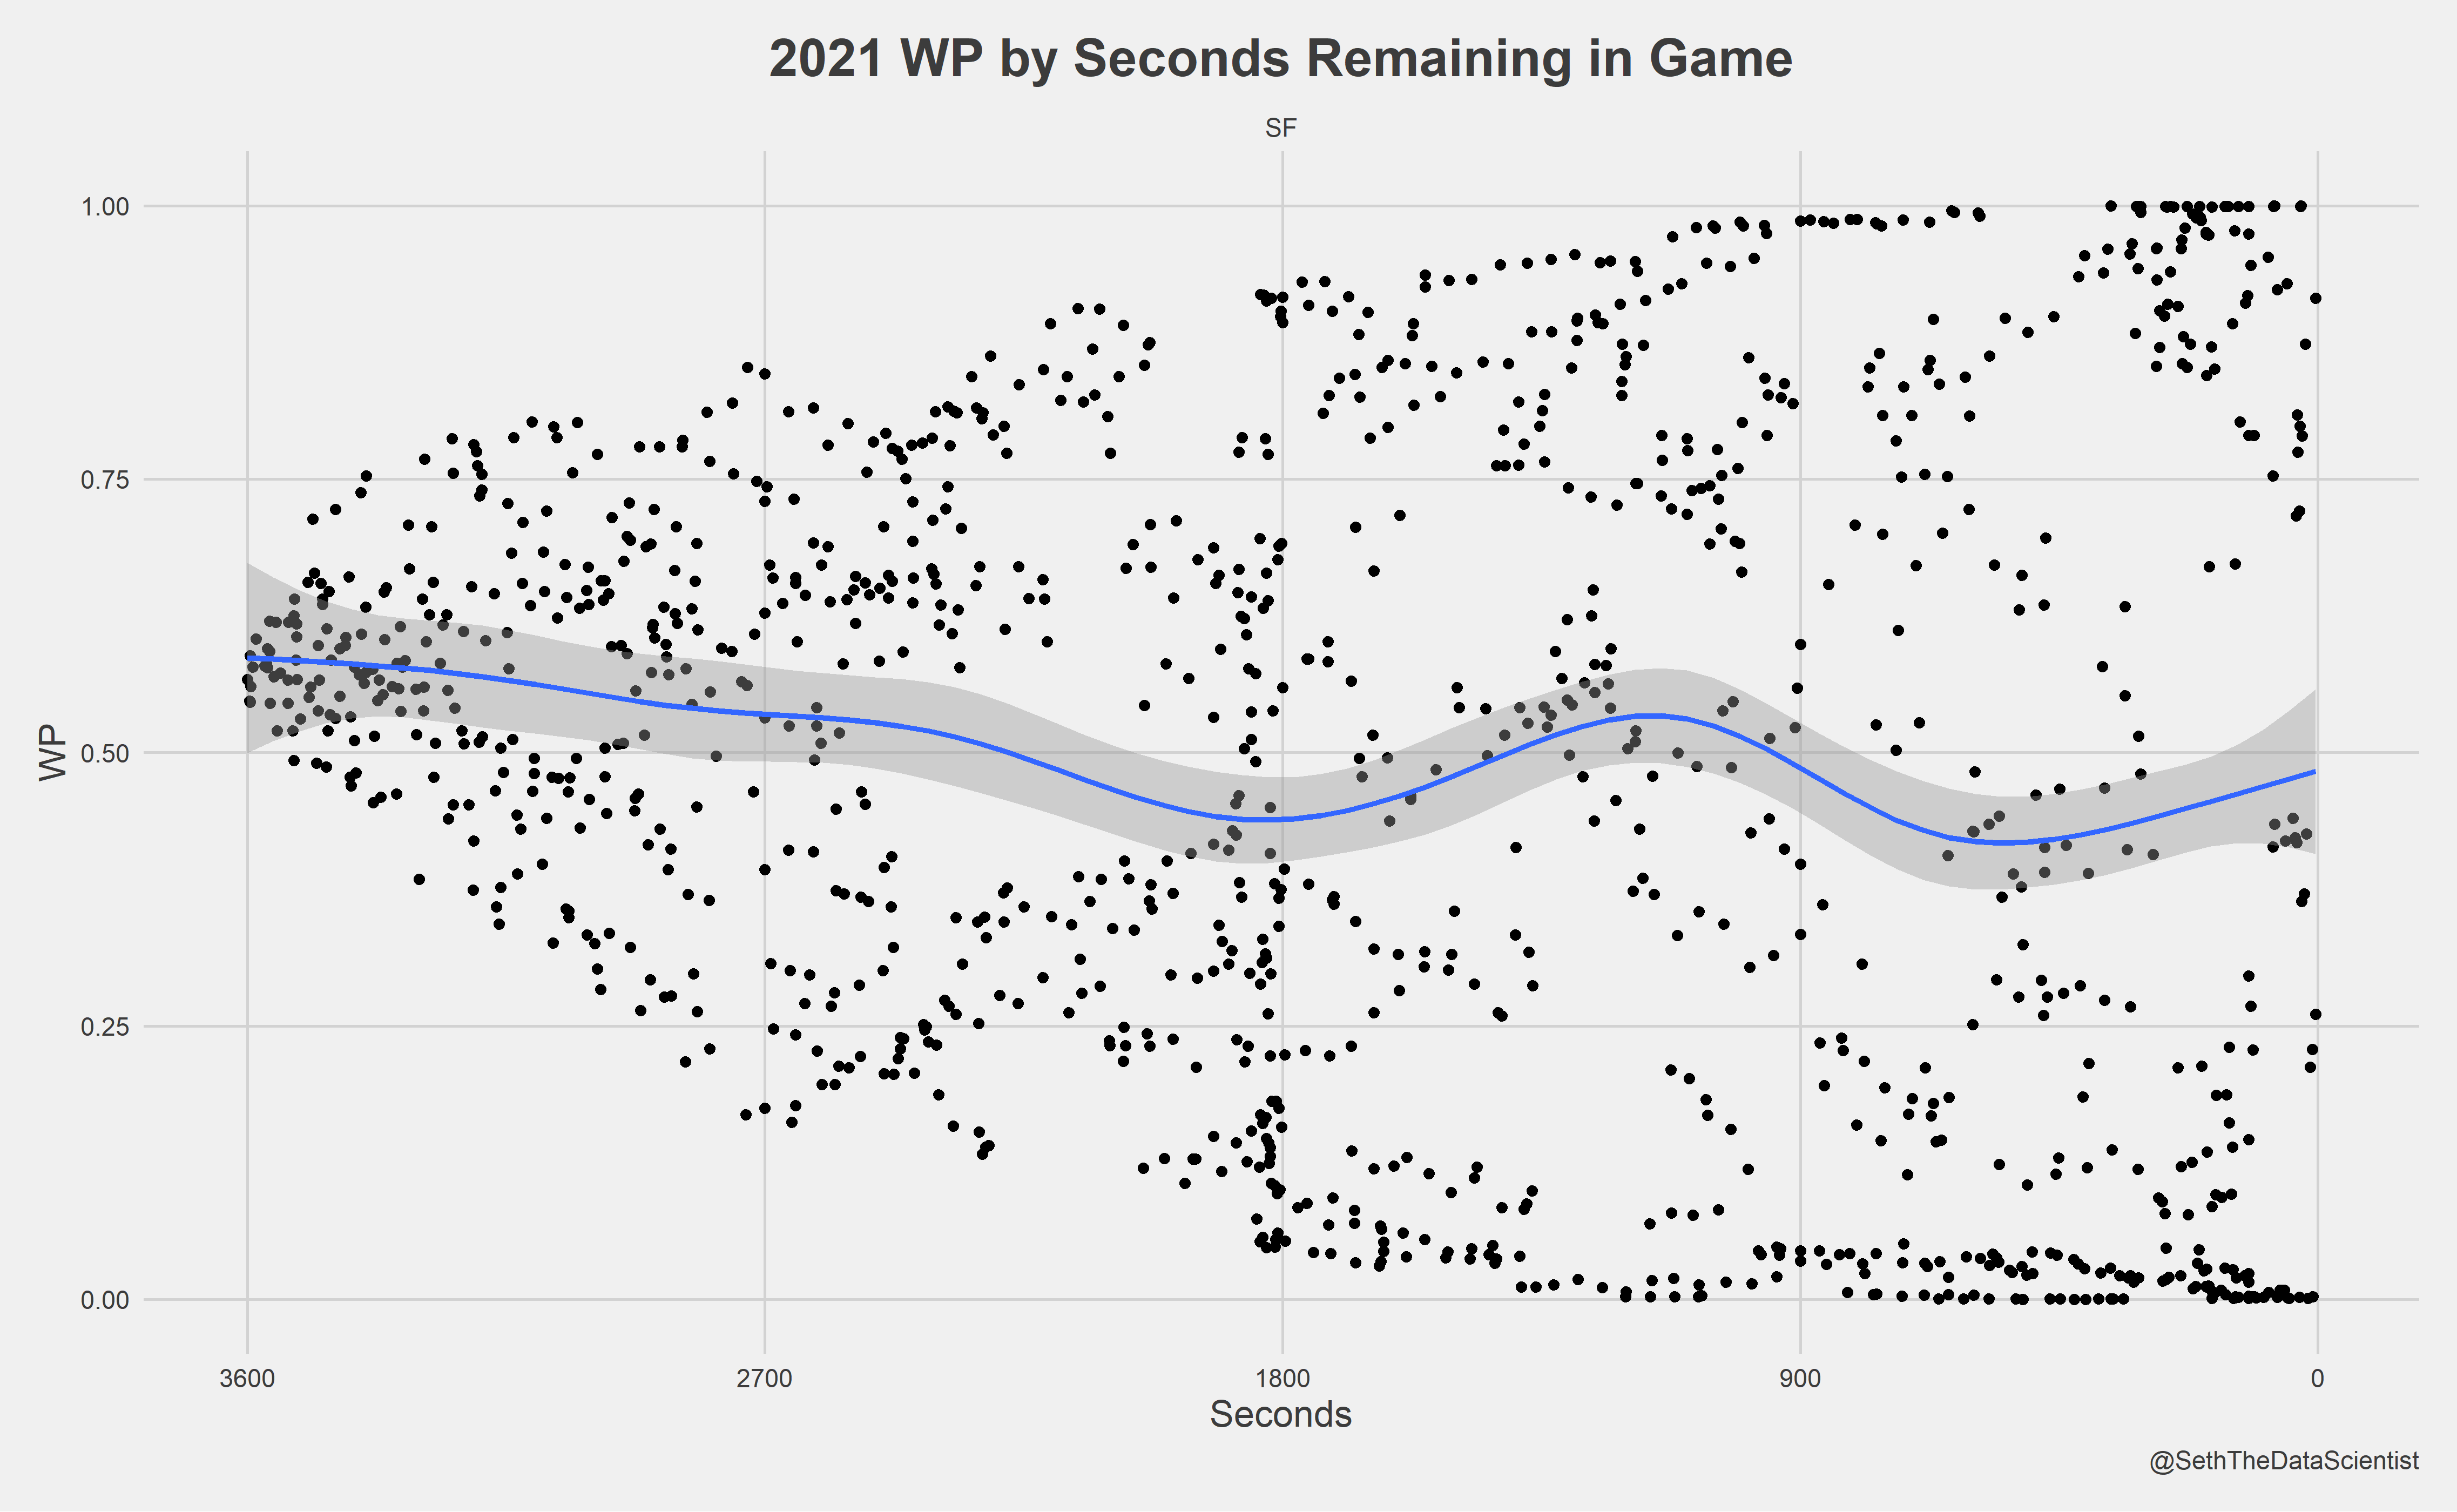 2021 WP by Seconds Remaining in Game
SF
1.00
0.75
0.50
0.25
0.00
WP
3600 2700 1800 900 0
Seconds
@SethTheDataScientist